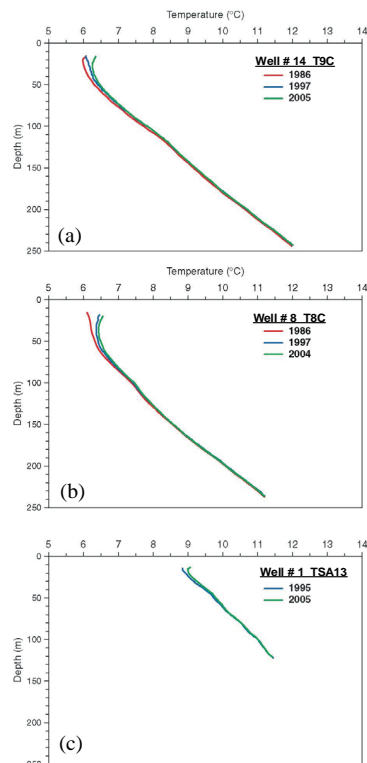 Temperature (°C)
5 6 7 8 9 10 11 12 13 14
0
50
100
150
200
250
Depth (m)
Well # 14 T9C
1986
1997
2005
(a)
Temperature (°C)
5 6 7 8 9 10 11 12 13 14
0
50
100
150
200
250
Depth (m)
Well # 8 T8C
1986
1997
2004
(b)
5 6 7 8 9 10 11 12 13 14
0
50
100
150
200
250
Depth (m)
Well # 1 TSA13
1995
2005
(c)